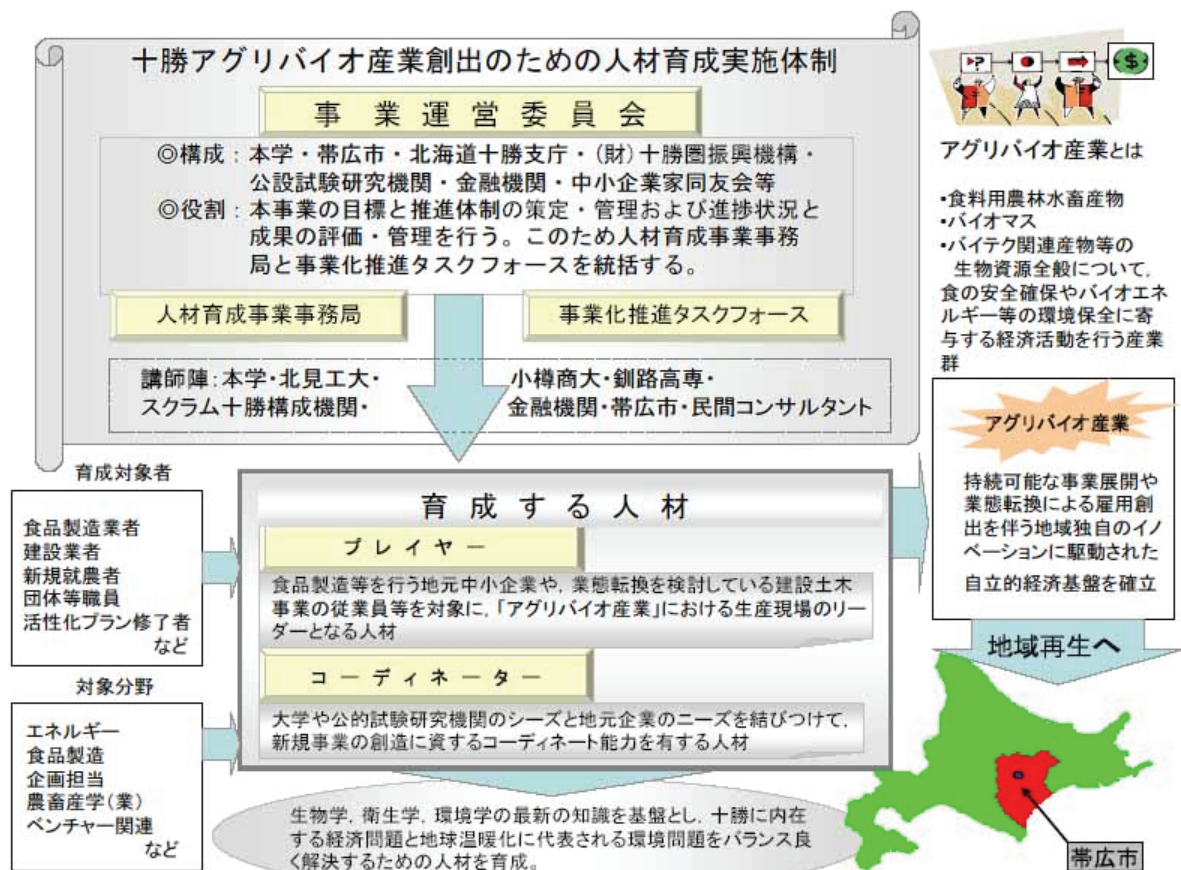 十勝アグリバイオ産業創出のための人材育成実施体制
事業運営委員会
◎構成：本学・帯広市・北海道十勝支庁・(財)十勝圏振興機構・
公設試験研究機関・金融機関・中小企業家同友会等
◎役割：本事業の目標と推進体制の策定・管理および進捗状況と
成果の評価・管理を行う。このため人材育成事業事務
局と事業化推進タスクフォースを統括する。
人材育成事業事務局
事業化推進タスクフォース
講師陣：本学・北見工大・
スクラム十勝構成機関・
小樽商大・釧路高専・
金融機関・帯広市・民間コンサルタント
育成対象者
食品製造業者
建設業者
新規就農者
団体等職員
活性化プラン修了者
など
対象分野
エネルギー
食品製造
企画担当
農畜産学(業)
ベンチャー関連
など
育成する人材
プレイヤー
食品製造等を行う地元中小企業や，業態転換を検討している建設土木
事業の従業員等を対象に，「アグリバイオ産業」における生産現場のリー
ダーとなる人材
コーディネーター
大学や公的試験研究機関のシーズと地元企業のニーズを結びつけて，
新規事業の創造に資するコーディネート能力を有する人材
生物学，衛生学，環境学の最新の知識を基盤とし，十勝に内在
する経済問題と地球温暖化に代表される環境問題をバランス良
く解決するための人材を育成。
?
$
アグリバイオ産業とは
•食料用農林水畜産物
•バイオマス
•バイテク関連産物等の
生物資源全般について，
食の安全確保やバイオエネ
ルギー等の環境保全に寄
与する経済活動を行う産業
群
アグリバイオ産業
持続可能な事業展開や
業態転換による雇用創
出を伴う地域独自のイノ
ベーションに駆動された
自立的経済基盤を確立
地域再生へ
帯広市